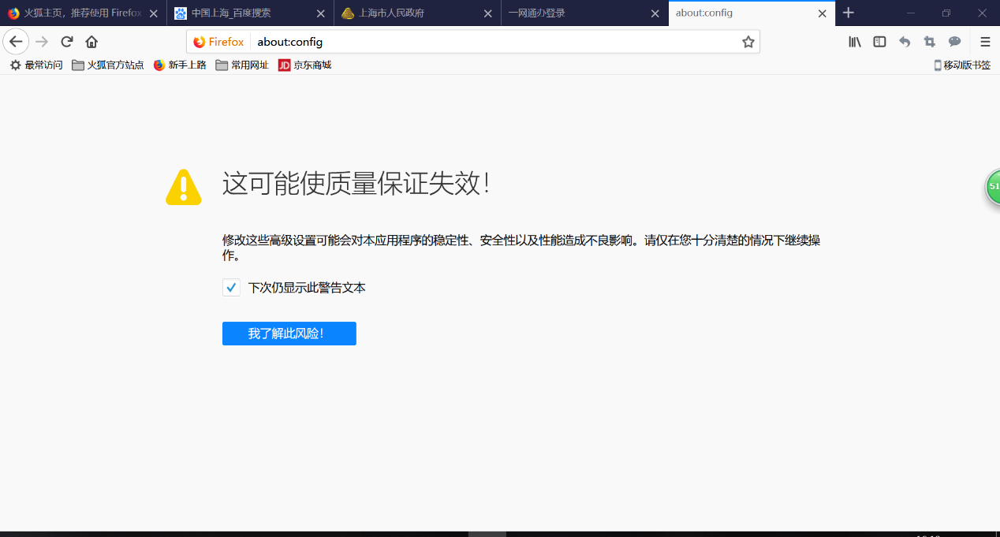 火狐主页，推荐使用 Firefox
中国上海_百度搜索
上海市人民政府
一网通办登录
about:config
Firefox about:config
最常访问 火狐官方站点 新手上路 常用网址 JD 京东商城 移动版书签
这可能使质量保证失效！
51
修改这些高级设置可能会对本应用程序的稳定性、安全性以及性能造成不良影响。请仅在您十分清楚的情况下继续操
作。
下次仍显示此警告文本
我了解此风险！